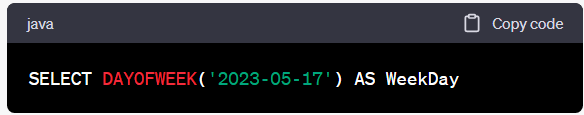 java Copy code
SELECT DAYOFWEEK('2023-05-17') AS WeekDay